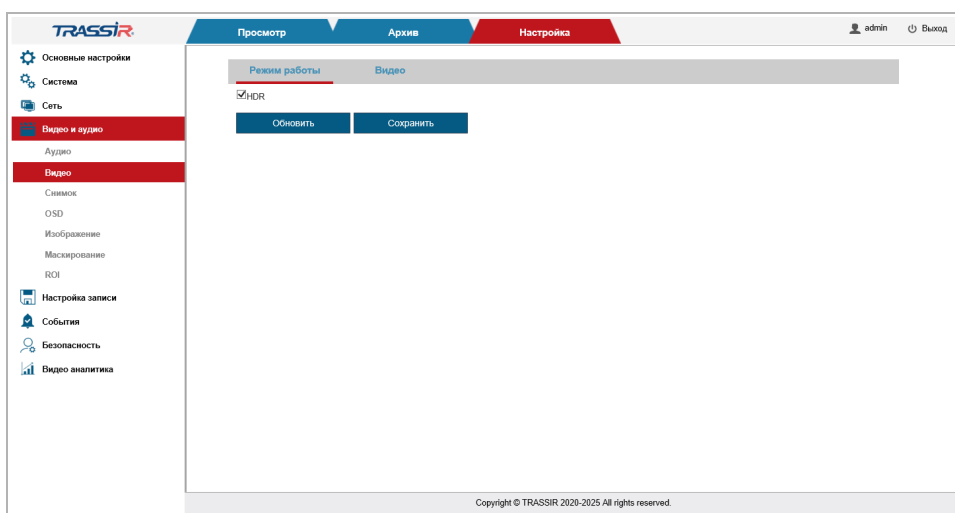 TRASSIR
Просмотр
Архив
Настройка
admin
Выход
Основные настройки
Система
Сеть
Видео и аудио
Аудио
Видео
Снимок
OSD
Изображение
Маскирование
ROI
Настройка записи
События
Безопасность
Видео аналитика
Режим работы
Видео
HDR
Обновить
Сохранить
Copyright © TRASSIR 2020-2025 All rights reserved.